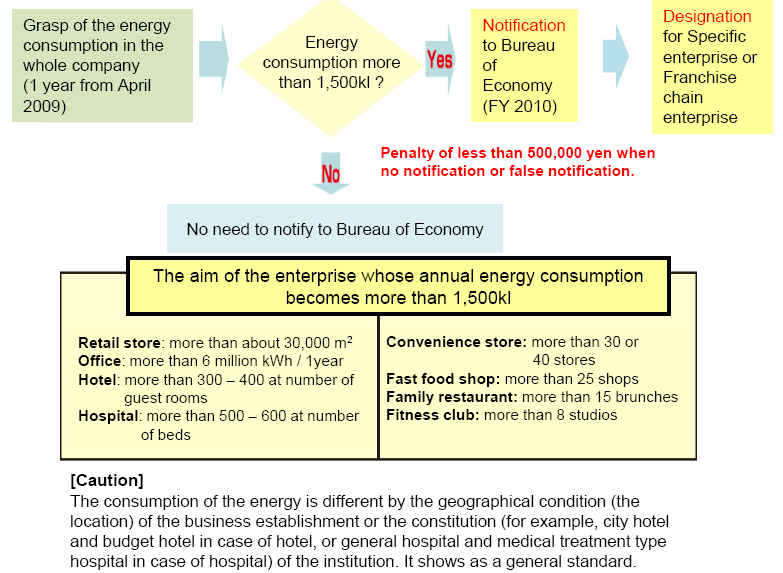 Grasp of the energy
consumption in the
whole company
(1 year from April
2009)
Energy
consumption more
than 1,500kl ?
Yes
Notification
to Bureau
of
Economy
(FY 2010)
Designation
for Specific
enterprise or
Franchise
chain
enterprise
No
Penalty of less than 500,000 yen when
no notification or false notification.
No need to notify to Bureau of Economy
The aim of the enterprise whose annual energy consumption
becomes more than 1,500kl
Retail store: more than about 30,000 m²
Office: more than 6 million kWh / 1year
Hotel: more than 300 – 400 at number of
guest rooms
Hospital: more than 500 – 600 at number
of beds
Convenience store: more than 30 or
40 stores
Fast food shop: more than 25 shops
Family restaurant: more than 15 brunches
Fitness club: more than 8 studios
[Caution]
The consumption of the energy is different by the geographical condition (the
location) of the business establishment or the constitution (for example, city hotel
and budget hotel in case of hotel, or general hospital and medical treatment type
hospital in case of hospital) of the institution. It shows as a general standard.